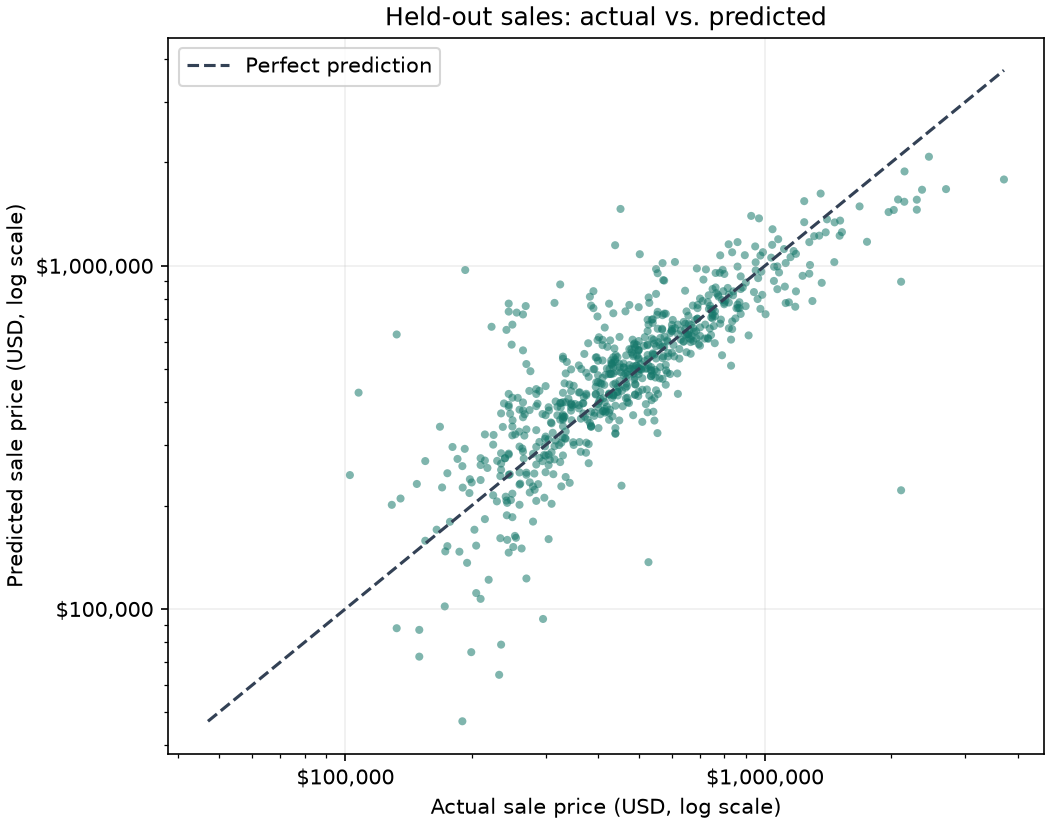 Held-out sales: actual vs. predicted
Perfect prediction
Predicted sale price (USD, log scale)
$1,000,000
$100,000
$100,000
$1,000,000
Actual sale price (USD, log scale)